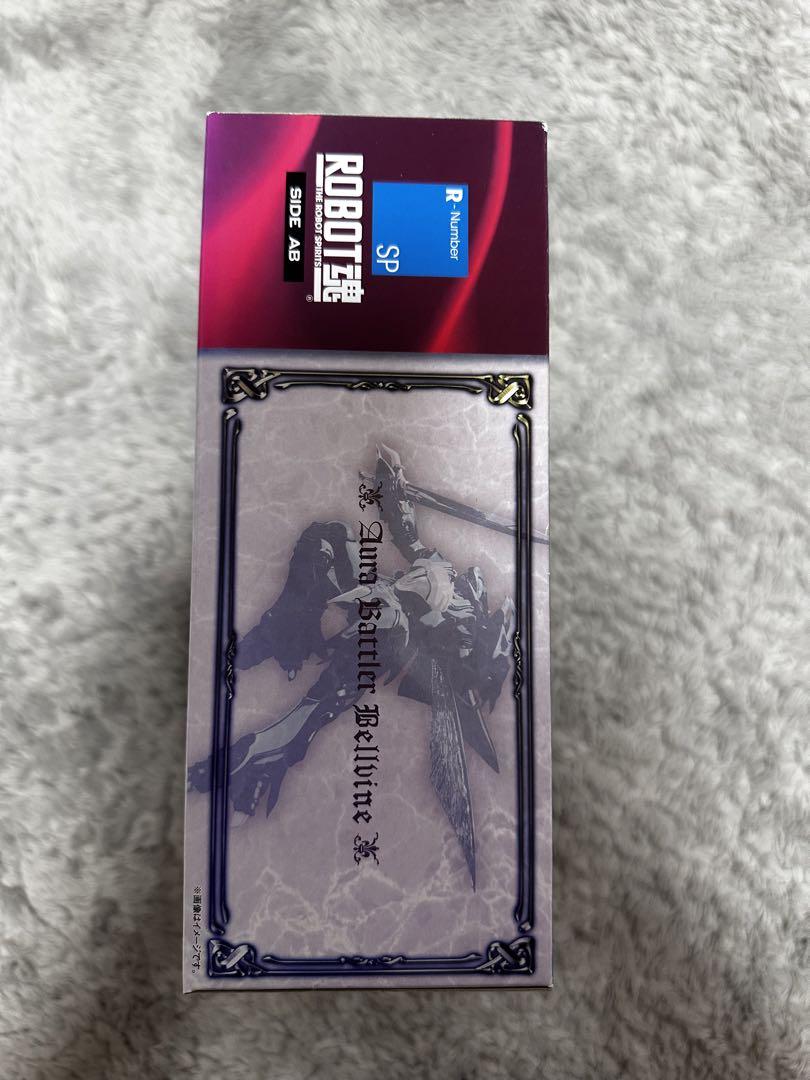 R-Number
SP
ROBOT魂
THE ROBOT SPIRITS
®
SIDE AB
Aura Battler Bellvine
※画像はイメージです。